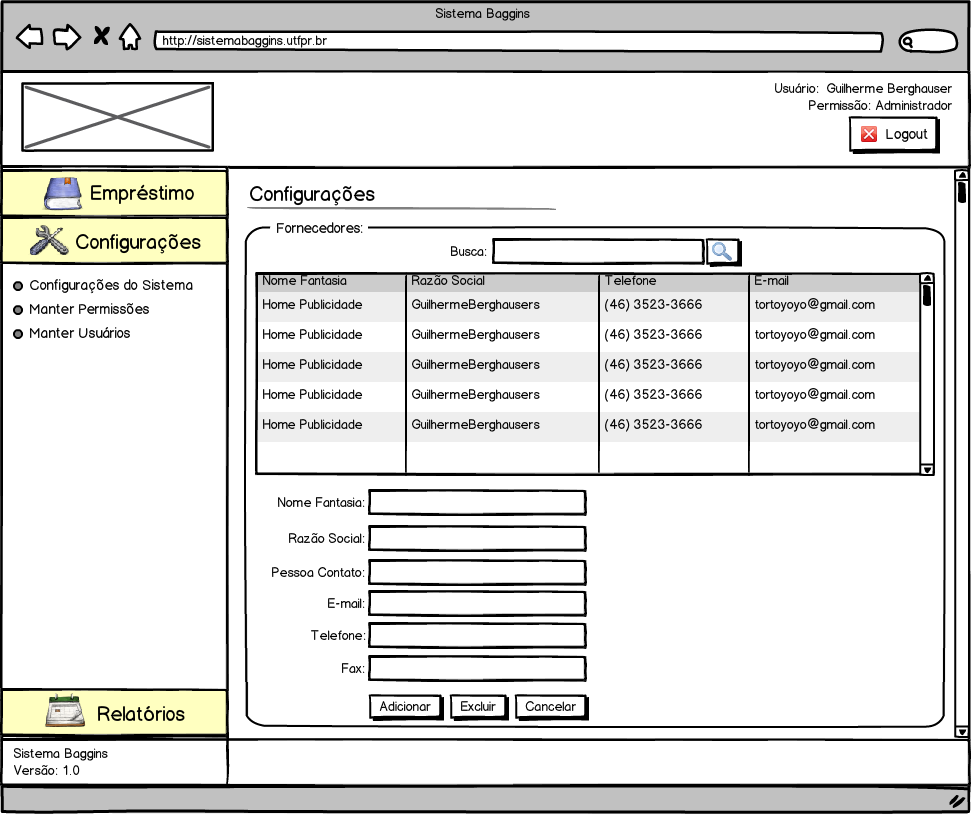 Sistema Baggins
http://sistemabaggins.utfpr.br
Usuário: Guilherme Berghauser
Permissão: Administrador
Logout
Empréstimo
Configurações
Configurações do Sistema
Manter Permissões
Manter Usuários
Relatórios
Sistema Baggins
Versão: 1.0
Configurações
Fornecedores:
Busca:
Nome Fantasia Razão Social Telefone E-mail
Home Publicidade GuilhermeBerghausers (46) 3523-3666 tortoyoyo@gmail.com
Home Publicidade GuilhermeBerghausers (46) 3523-3666 tortoyoyo@gmail.com
Home Publicidade GuilhermeBerghausers (46) 3523-3666 tortoyoyo@gmail.com
Home Publicidade GuilhermeBerghausers (46) 3523-3666 tortoyoyo@gmail.com
Home Publicidade GuilhermeBerghausers (46) 3523-3666 tortoyoyo@gmail.com
Nome Fantasia:
Razão Social:
Pessoa Contato:
E-mail:
Telefone:
Fax:
Adicionar Excluir Cancelar